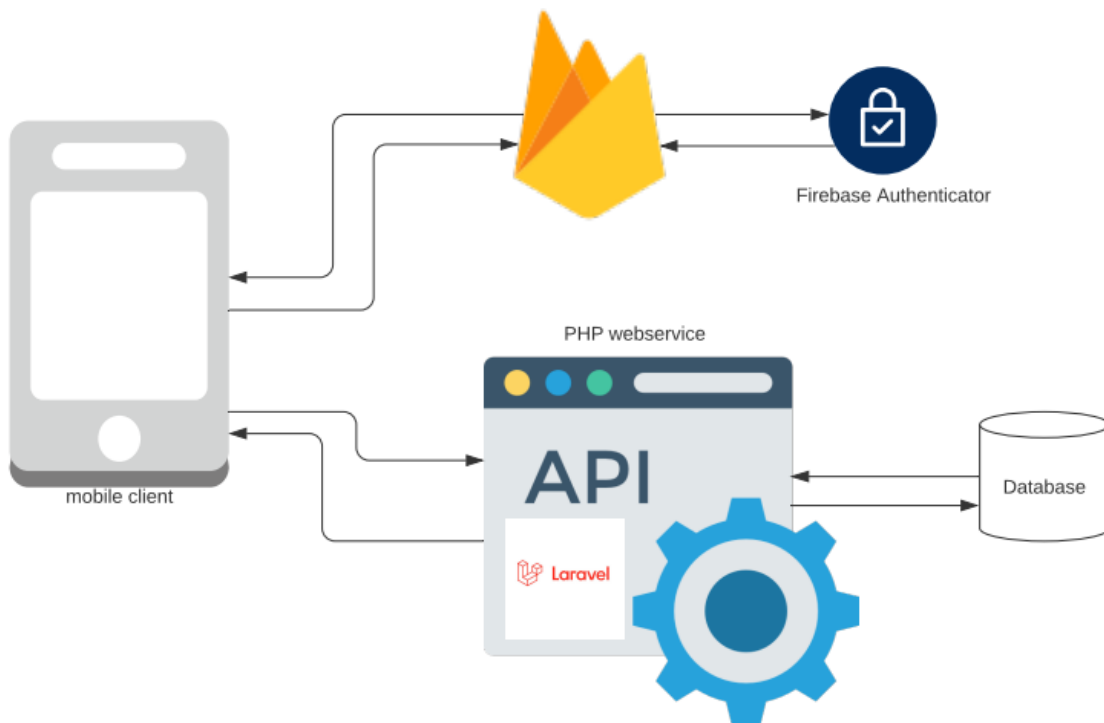 Firebase Authenticator
PHP webservice
API
Laravel
mobile client
Database